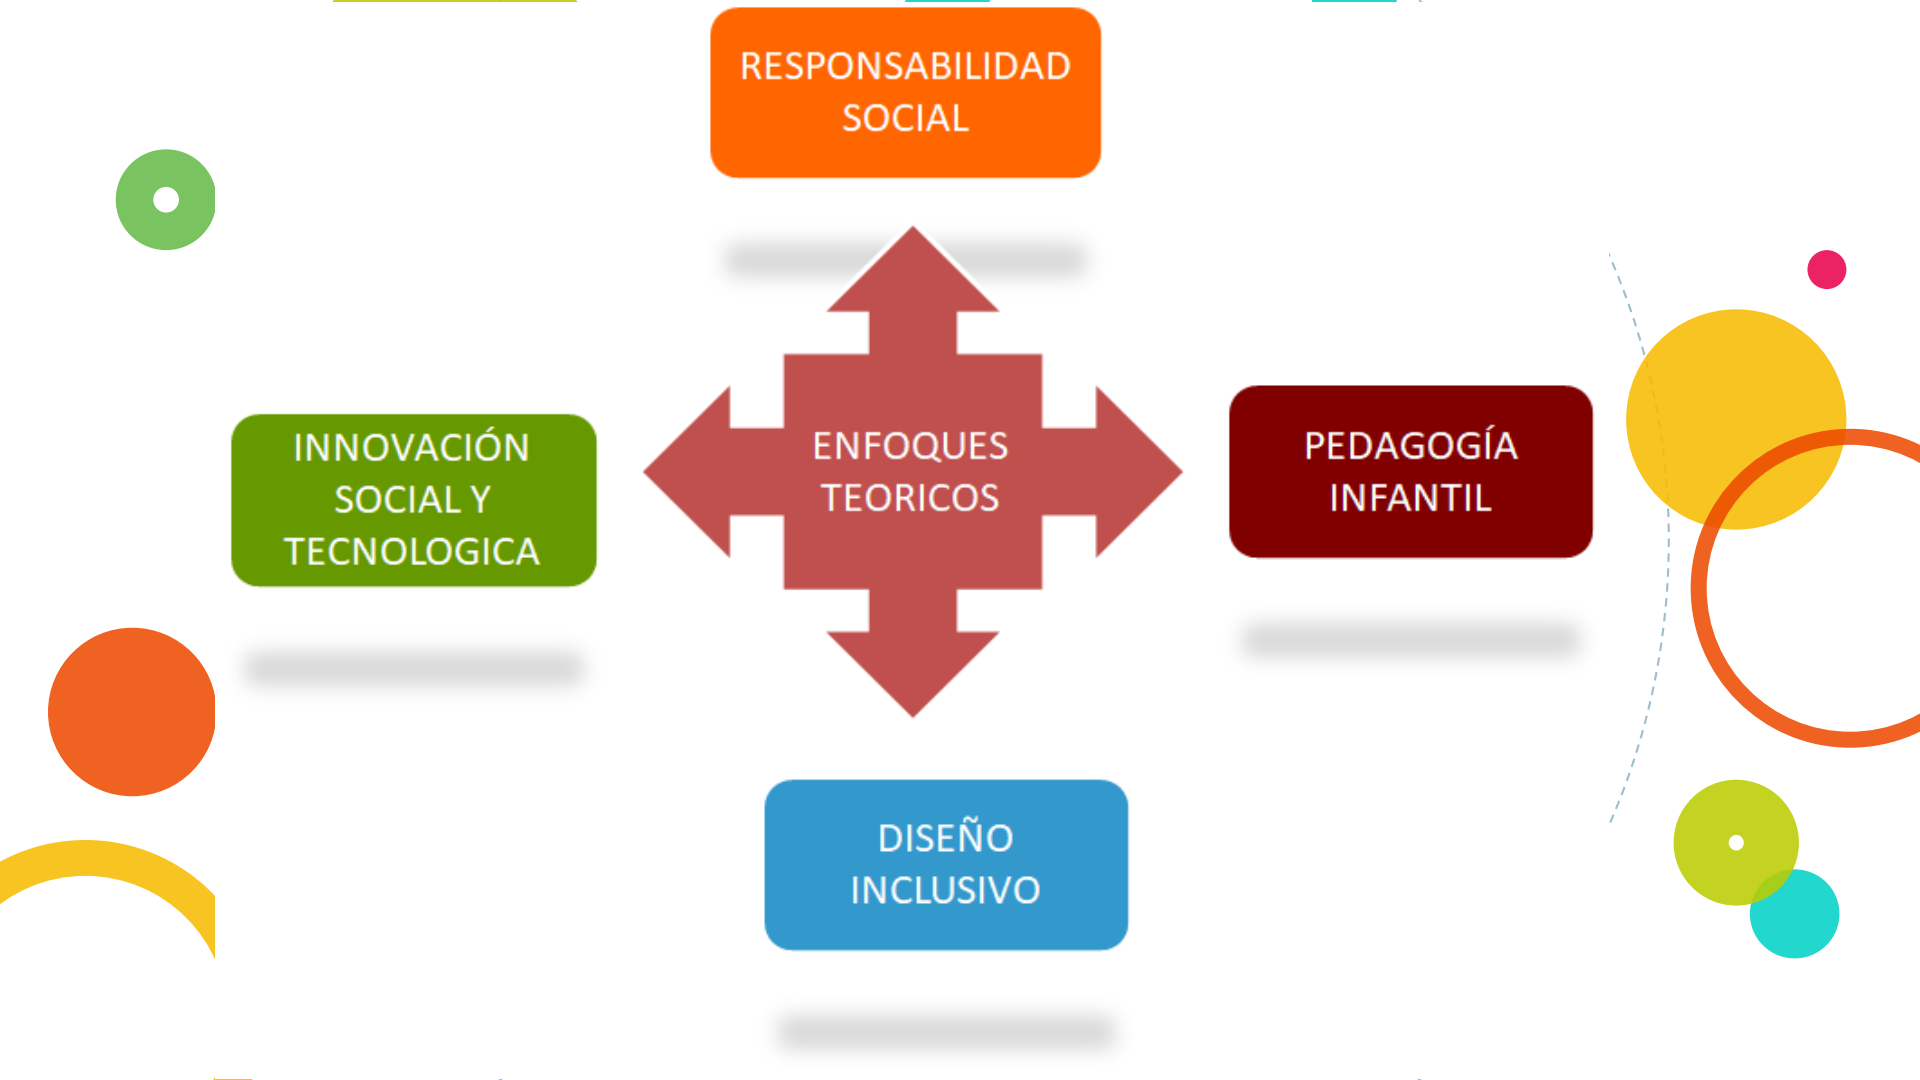 RESPONSABILIDAD
SOCIAL
INNOVACIÓN
SOCIAL Y
TECNOLOGICA
ENFOQUES
TEORICOS
PEDAGOGÍA
INFANTIL
DISEÑO
INCLUSIVO